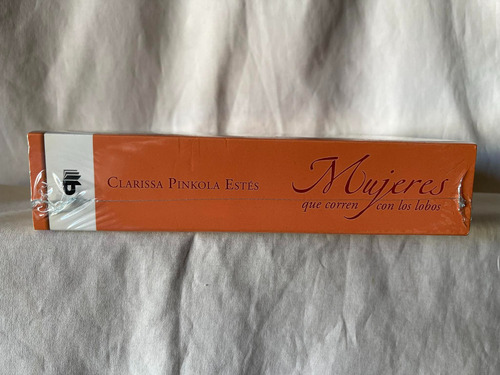 CLARISSA PINKOLA ESTÉS
Mujeres
que corren con los lobos